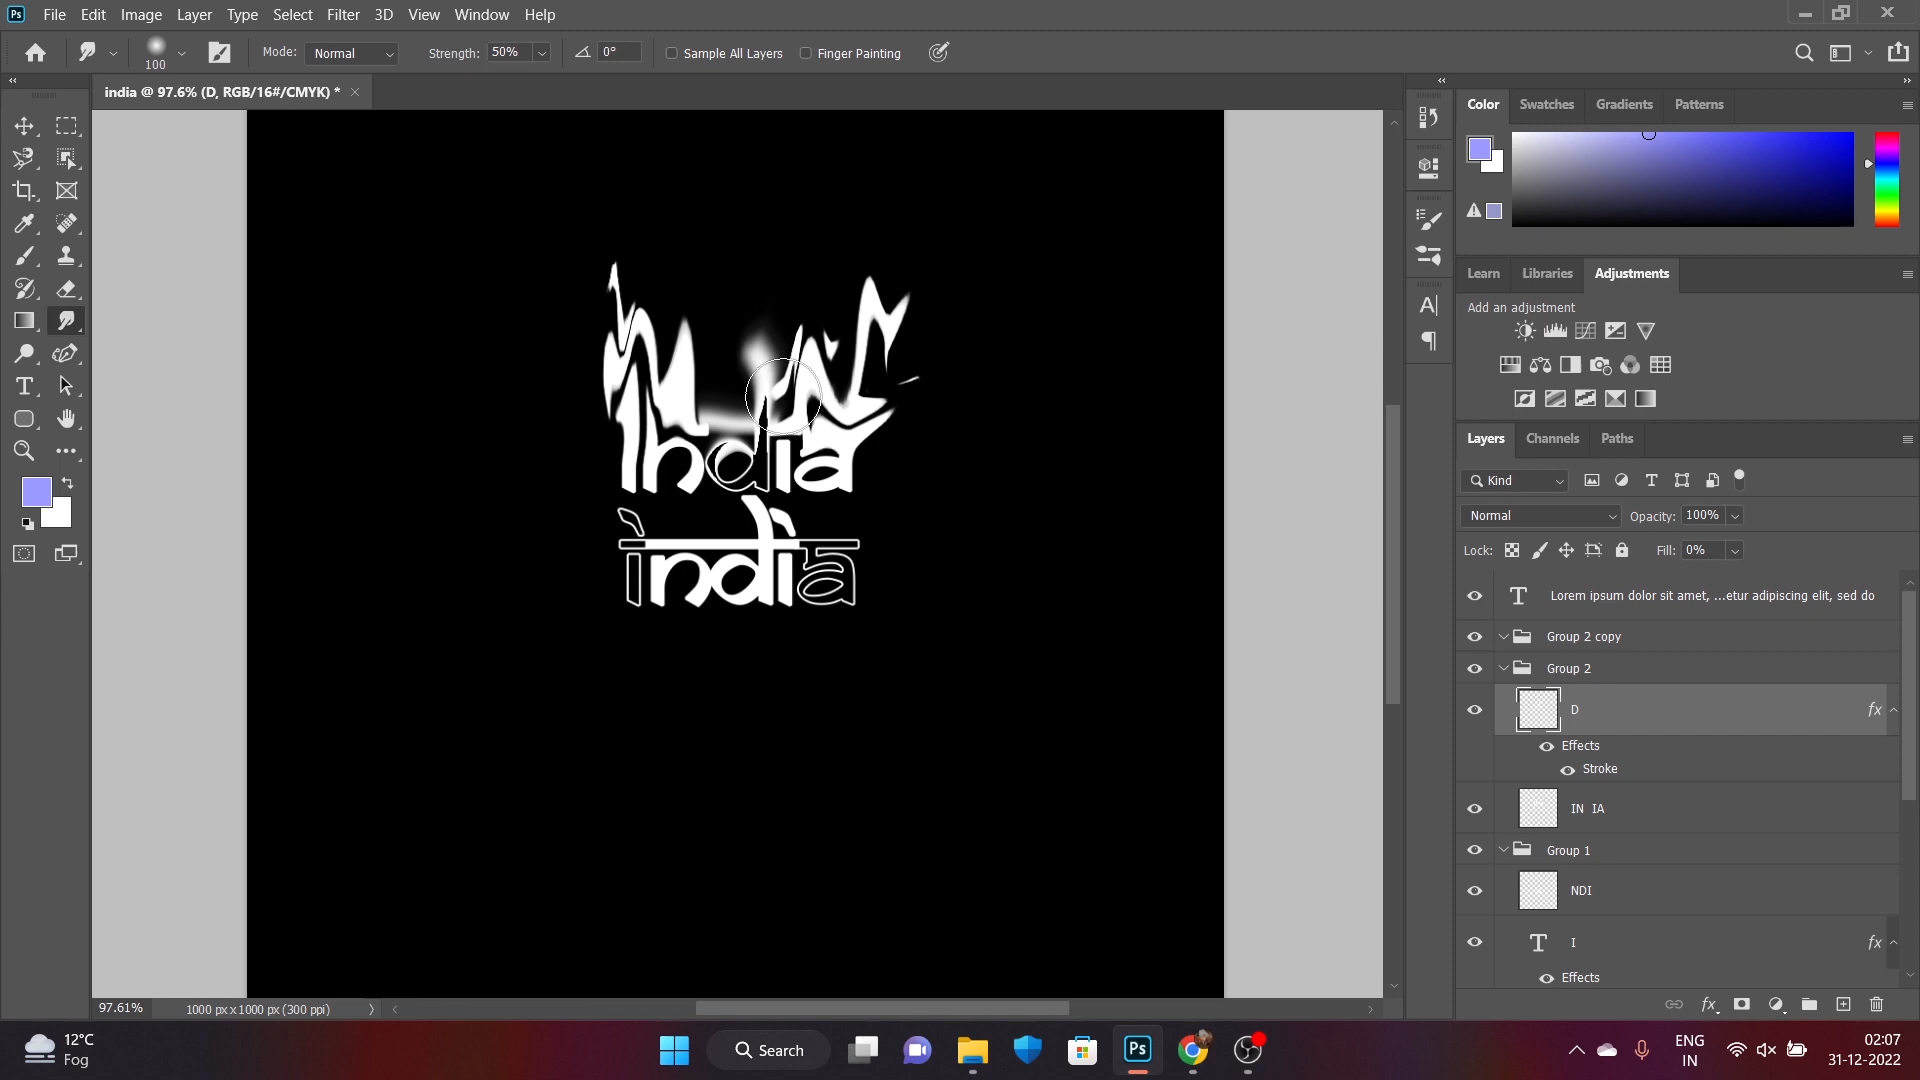 Ps File Edit Image Layer Type Select Filter 3D View Window Help
100 Mode: Normal Strength: 50% 0° Sample All Layers Finger Painting
india @ 97.6% (D, RGB/16#/CMYK) *
Color Swatches Gradients Patterns
Learn Libraries Adjustments
Add an adjustment
Layers Channels Paths
Kind
Normal Opacity: 100%
Lock: Fill: 0%
T Lorem ipsum dolor sit amet, ...etur adipiscing elit, sed do
Group 2 copy
Group 2
D fx
Effects
Stroke
IN IA
Group 1
NDI
T I fx
Effects
india
india
97.61% 1000 px x 1000 px (300 ppi)
12°C
Fog
Search
Ps
ENG
IN
02:07
31-12-2022